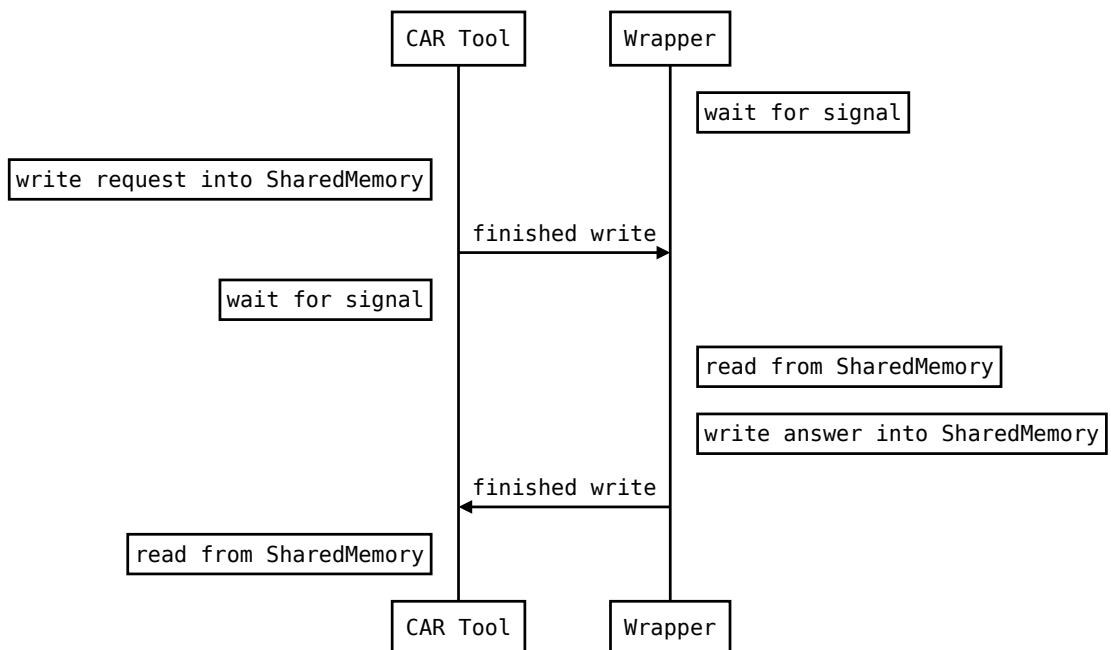 CAR Tool
Wrapper
wait for signal
write request into SharedMemory
finished write
wait for signal
read from SharedMemory
write answer into SharedMemory
finished write
read from SharedMemory
CAR Tool
Wrapper